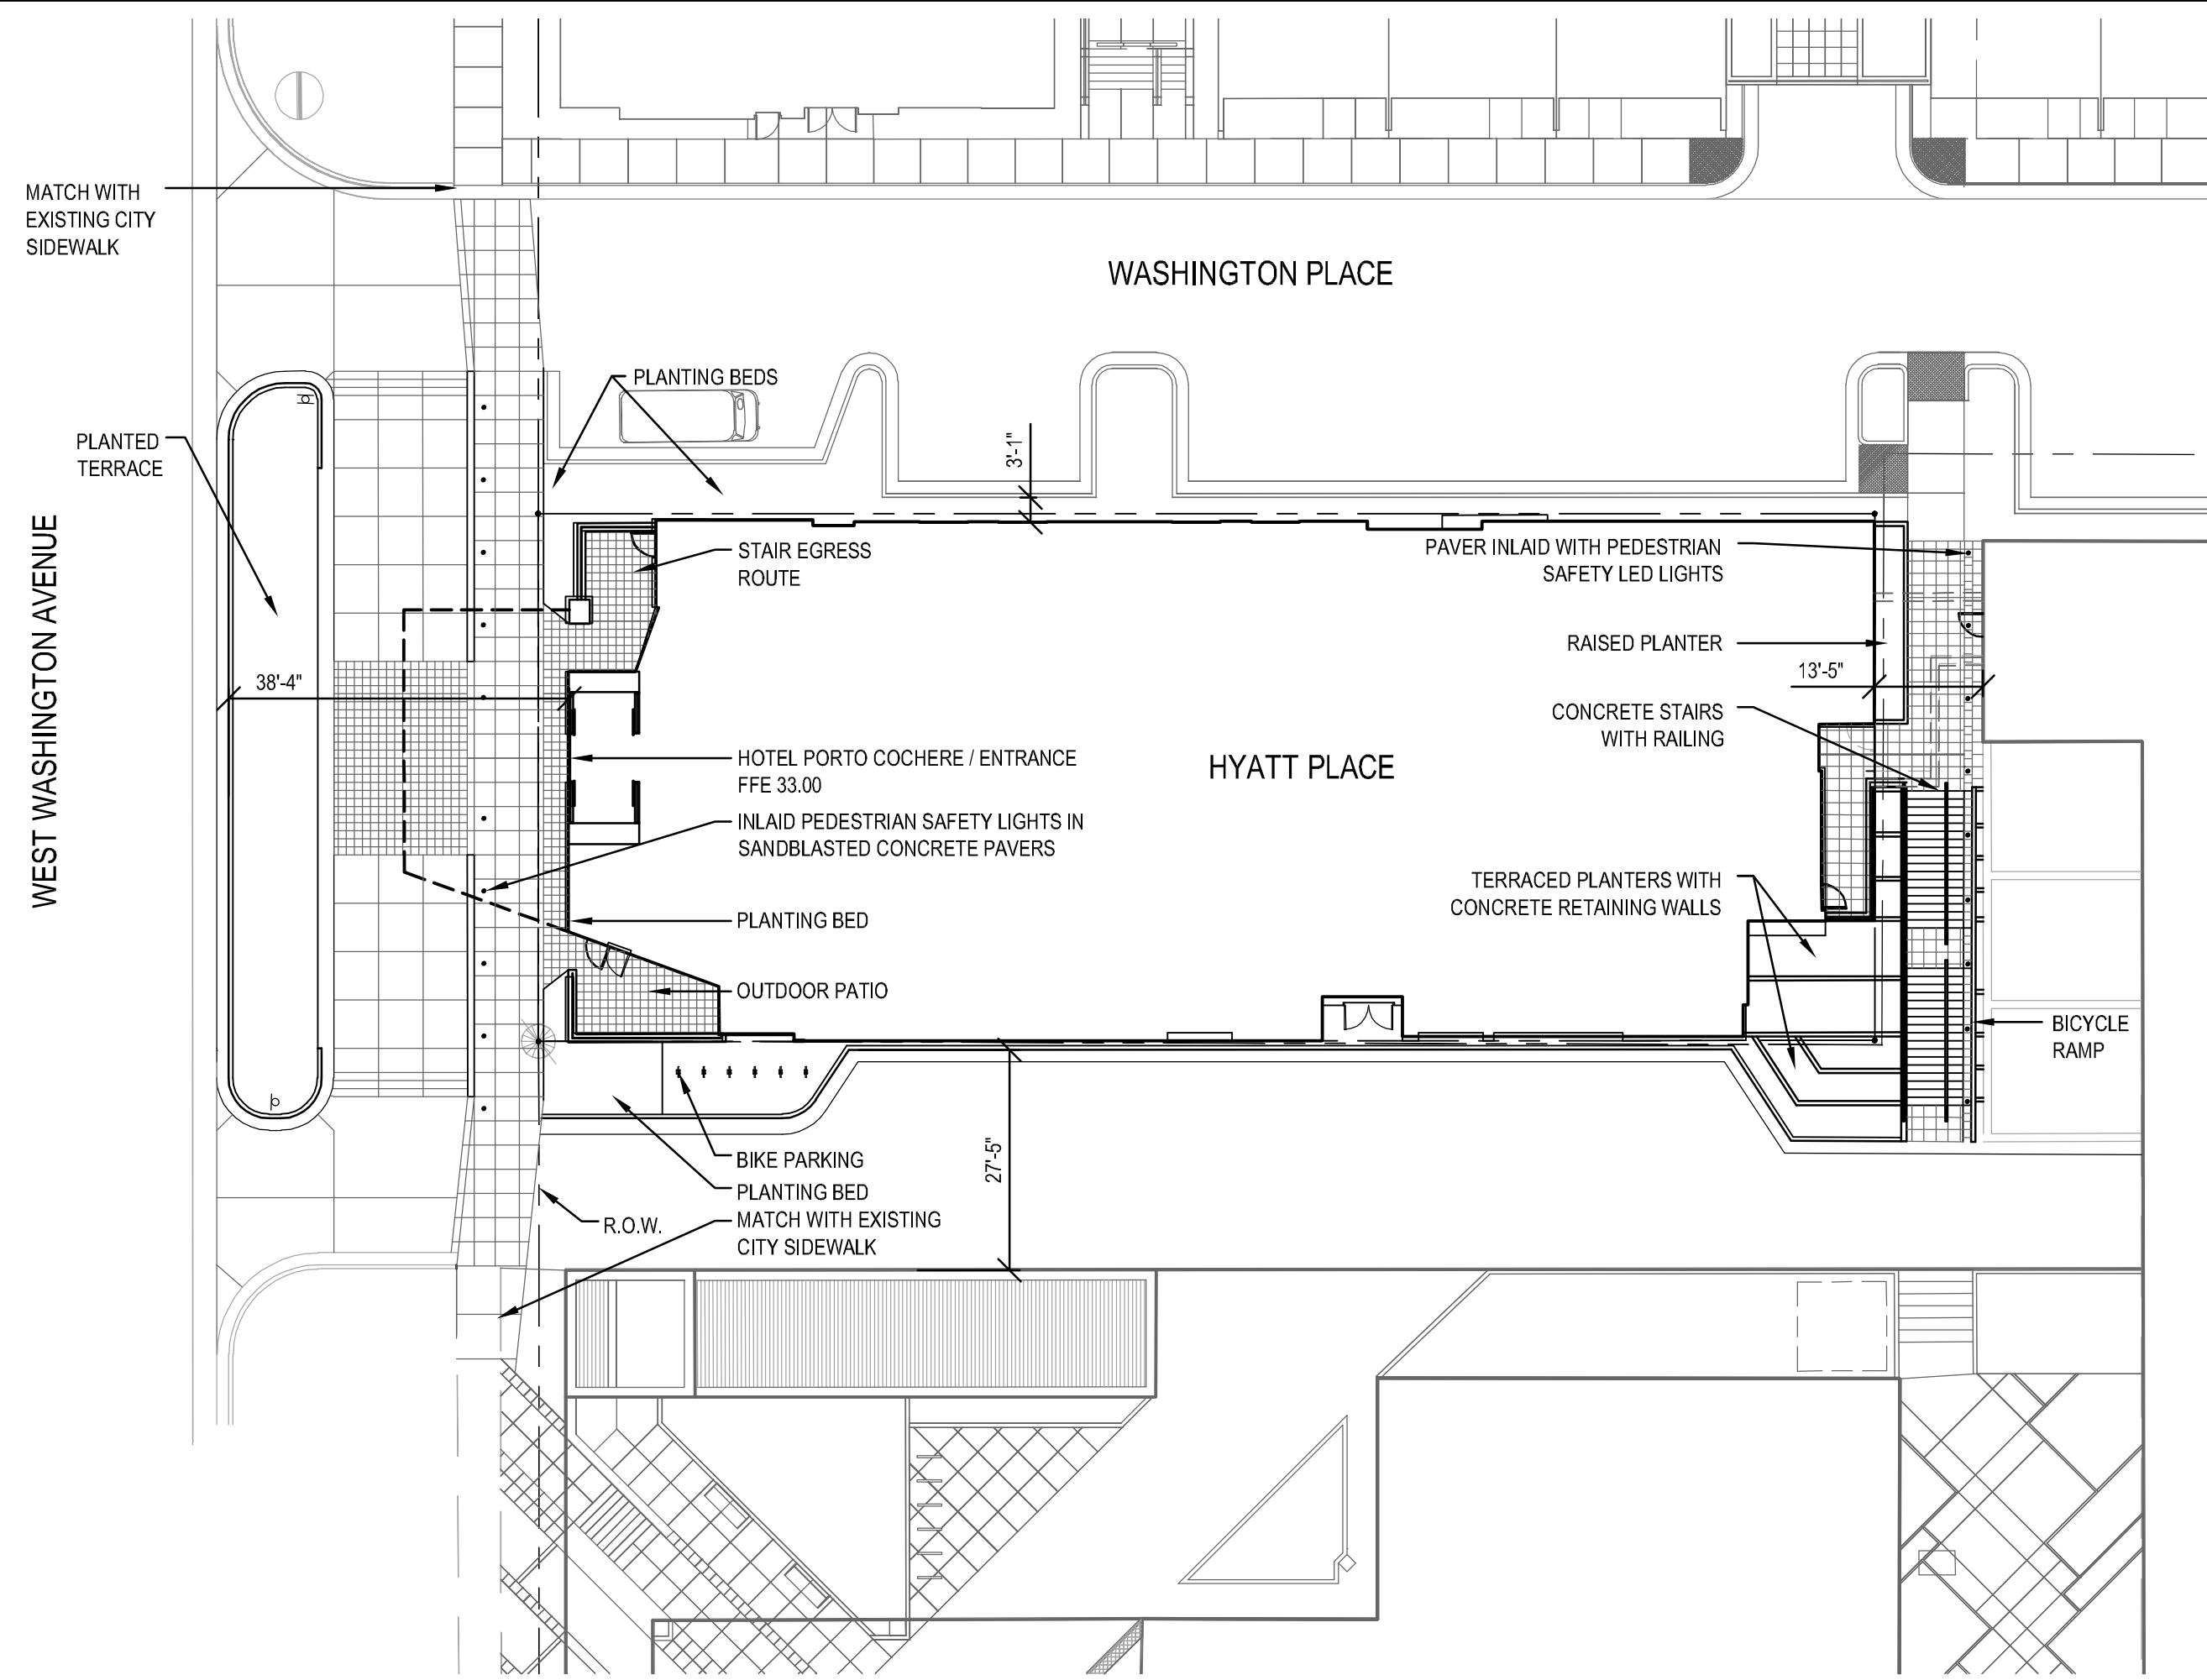 MATCH WITH
EXISTING CITY
SIDEWALK
WASHINGTON PLACE
PLANTING BEDS
PLANTED
TERRACE
3'-1"
WEST WASHINGTON AVENUE
STAIR EGRESS
ROUTE
PAVER INLAID WITH PEDESTRIAN
SAFETY LED LIGHTS
RAISED PLANTER
38'-4"
13'-5"
CONCRETE STAIRS
WITH RAILING
HOTEL PORTO COCHERE / ENTRANCE
FFE 33.00
HYATT PLACE
INLAID PEDESTRIAN SAFETY LIGHTS IN
SANDBLASTED CONCRETE PAVERS
TERRACED PLANTERS WITH
CONCRETE RETAINING WALLS
PLANTING BED
OUTDOOR PATIO
BICYCLE
RAMP
BIKE PARKING
PLANTING BED
27'-5"
R.O.W.
MATCH WITH EXISTING
CITY SIDEWALK